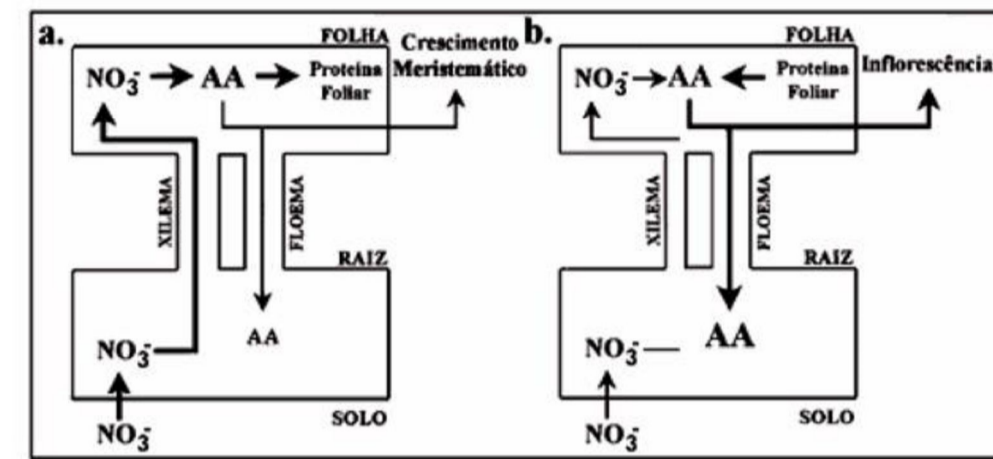 a.
FOLHA
Crescimento
Meristemático
NO₃⁻ AA Proteína
Foliar
XILEMA
FLOEMA
RAIZ
AA
NO₃⁻
SOLO
NO₃⁻
b.
FOLHA
Inflorescência
NO₃⁻ AA Proteína
Foliar
XILEMA
FLOEMA
RAIZ
AA
NO₃⁻
SOLO
NO₃⁻